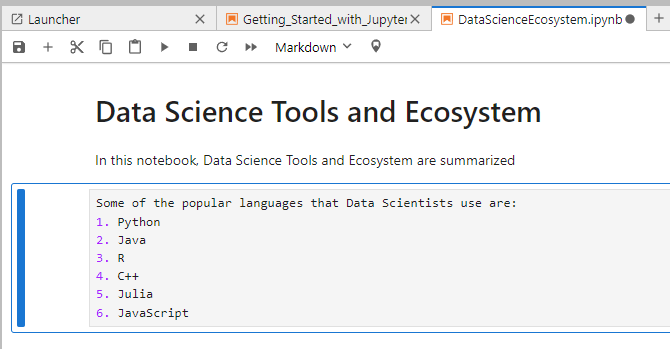 Launcher
Getting_Started_with_Jupyter
DataScienceEcosystem.ipynb
Markdown
Data Science Tools and Ecosystem
In this notebook, Data Science Tools and Ecosystem are summarized
Some of the popular languages that Data Scientists use are:
1. Python
2. Java
3. R
4. C++
5. Julia
6. JavaScript